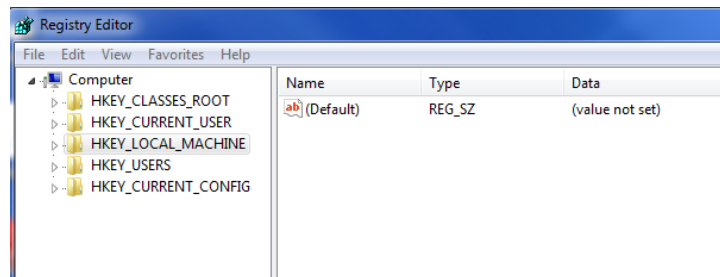 Registry Editor
File Edit View Favorites Help
Computer
HKEY_CLASSES_ROOT
HKEY_CURRENT_USER
HKEY_LOCAL_MACHINE
HKEY_USERS
HKEY_CURRENT_CONFIG
Name Type Data
ab (Default) REG_SZ (value not set)